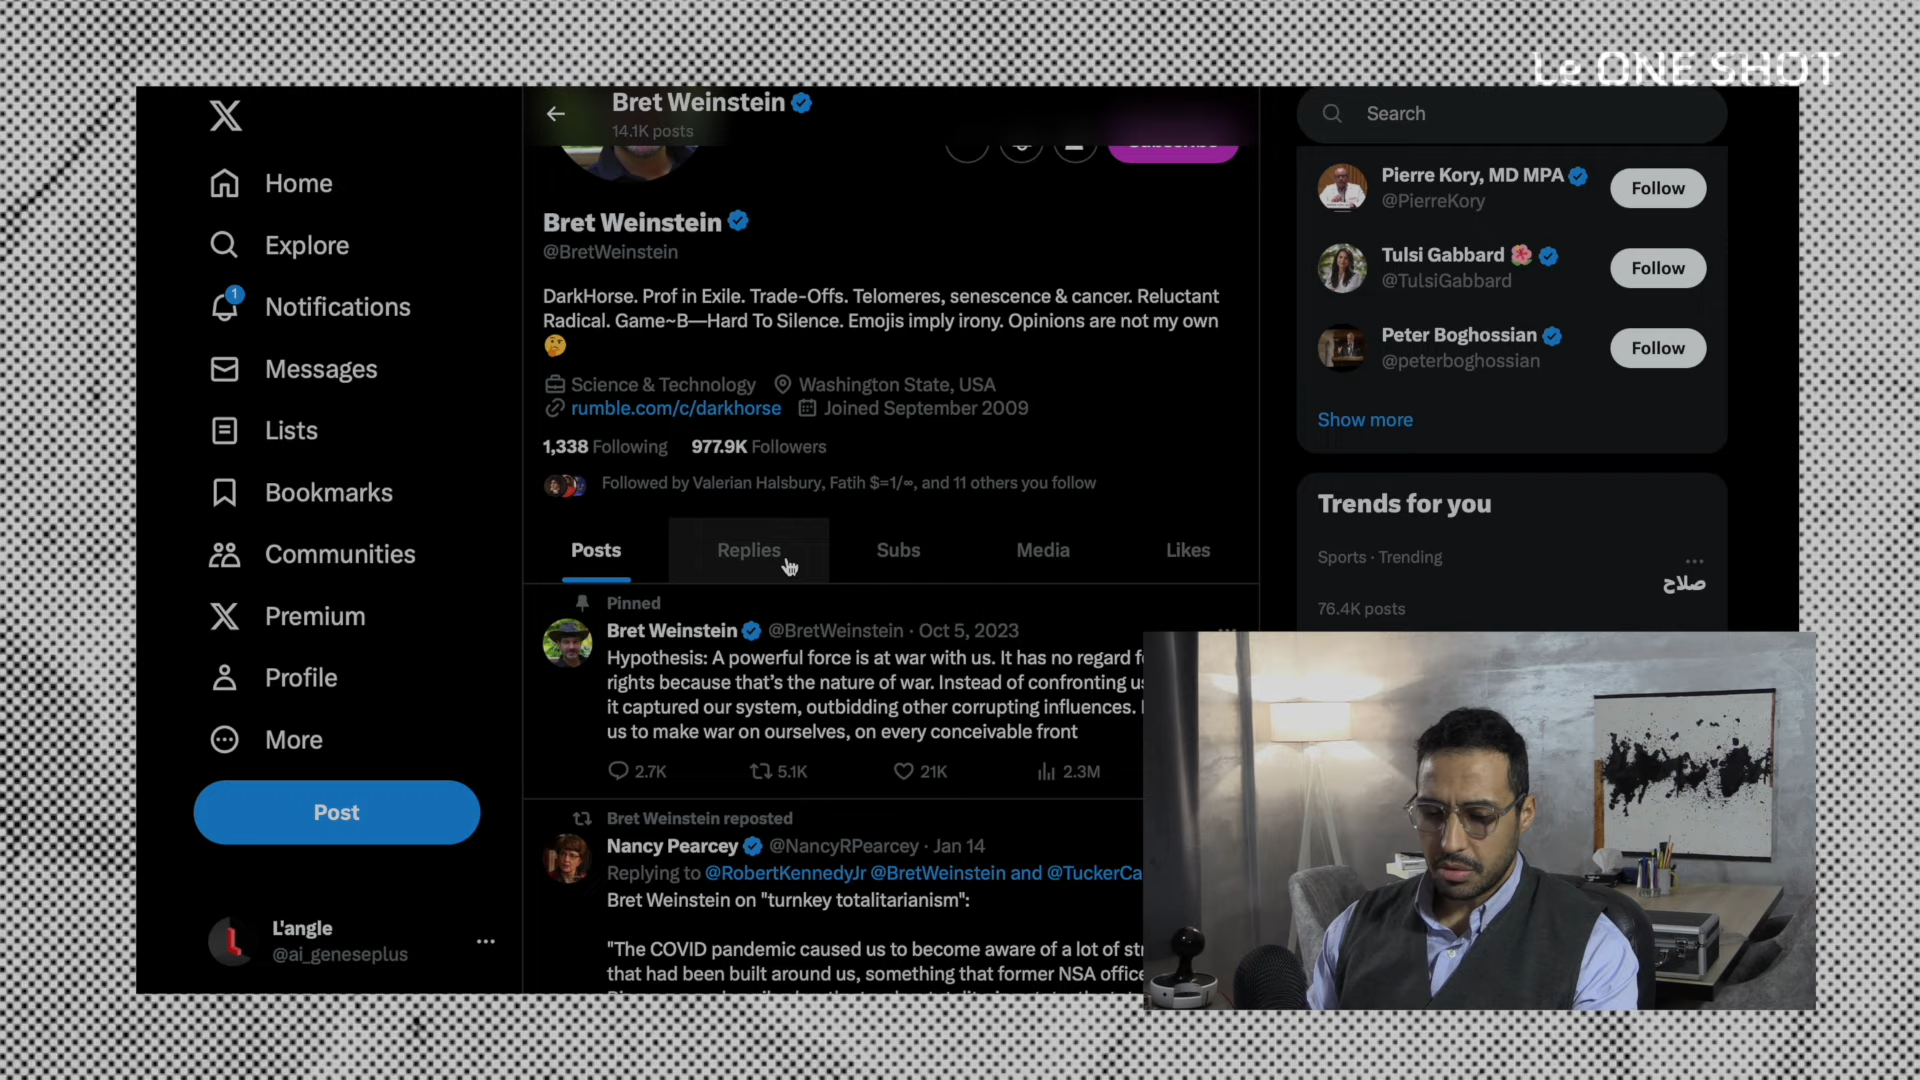 Le ONE SHOT
Bret Weinstein
14.1K posts
Search
Home
Explore
1
Notifications
Messages
Lists
Bookmarks
Communities
Premium
Profile
More
Post
L'angle
@ai_geneseplus
Bret Weinstein
@BretWeinstein
DarkHorse. Prof in Exile. Trade-Offs. Telomeres, senescence & cancer. Reluctant
Radical. Game~B—Hard To Silence. Emojis imply irony. Opinions are not my own
🤔
Science & Technology Washington State, USA
rumble.com/c/darkhorse Joined September 2009
1,338 Following 977.9K Followers
Followed by Valerian Halsbury, Fatih $=1/∞, and 11 others you follow
Posts Replies Subs Media Likes
Pinned
Bret Weinstein @BretWeinstein · Oct 5, 2023
Hypothesis: A powerful force is at war with us. It has no regard
rights because that's the nature of war. Instead of confronting
it captured our system, outbidding other corrupting influences.
us to make war on ourselves, on every conceivable front
2.7K 5.1K 21K 2.3M
Bret Weinstein reposted
Nancy Pearcey @NancyRPearcey · Jan 14
Replying to @RobertKennedyJr @BretWeinstein and @TuckerCa
Bret Weinstein on "turnkey totalitarianism":
"The COVID pandemic caused us to become aware of a lot of
that had been built around us, something that former NSA
Pierre Kory, MD MPA
@PierreKory
Follow
Tulsi Gabbard 🌺
@TulsiGabbard
Follow
Peter Boghossian
@peterboghossian
Follow
Show more
Trends for you
Sports · Trending
صلاح
76.4K posts